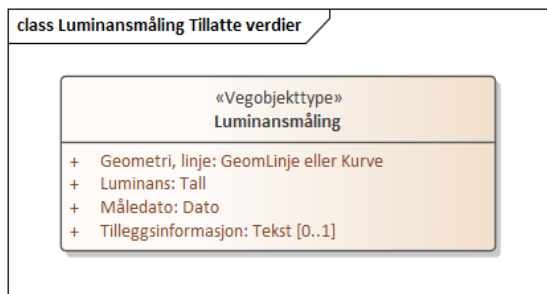 class Luminansmåling Tillatte verdier
«Vegobjekttype»
Luminansmåling
+ Geometri, linje: GeomLinje eller Kurve
+ Luminans: Tall
+ Måledato: Dato
+ Tilleggsinformasjon: Tekst [0..1]